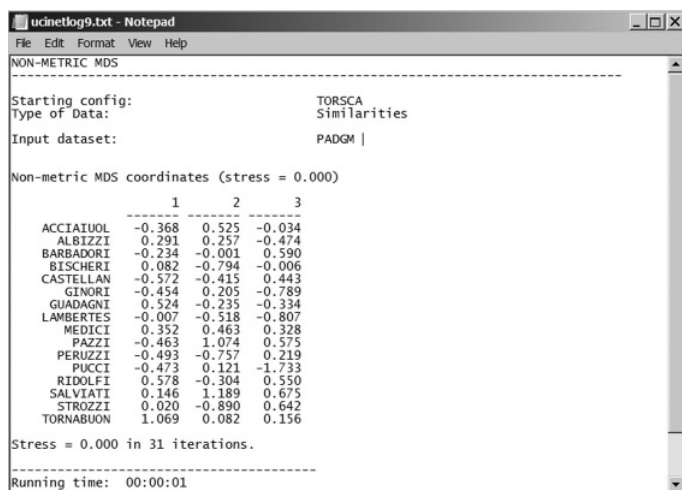 ucinetlog9.txt - Notepad
File Edit Format View Help
NON-METRIC MDS
--------------------------------------------------------------------------------
Starting config: TORSCA
Type of Data: Similarities
Input dataset: PADGM |
Non-metric MDS coordinates (stress = 0.000)
1 2 3
------- ------- -------
ACCIAIUOL -0.368 0.525 -0.034
ALBIZZI 0.291 0.257 -0.474
BARBADORI -0.234 -0.001 0.590
BISCHERI 0.082 -0.794 -0.006
CASTELLAN -0.572 -0.415 0.443
GINORI -0.454 0.205 -0.789
GUADAGNI 0.524 -0.235 -0.334
LAMBERTES -0.007 -0.518 -0.807
MEDICI 0.352 0.463 0.328
PAZZI -0.463 1.074 0.575
PERUZZI -0.493 -0.757 0.219
PUCCI -0.473 0.121 -1.733
RIDOLFI 0.578 -0.304 0.550
SALVIATI 0.146 1.189 0.675
STROZZI 0.020 -0.890 0.642
TORNABUON 1.069 0.082 0.156
Stress = 0.000 in 31 iterations.
----------------------------------------
Running time: 00:00:01